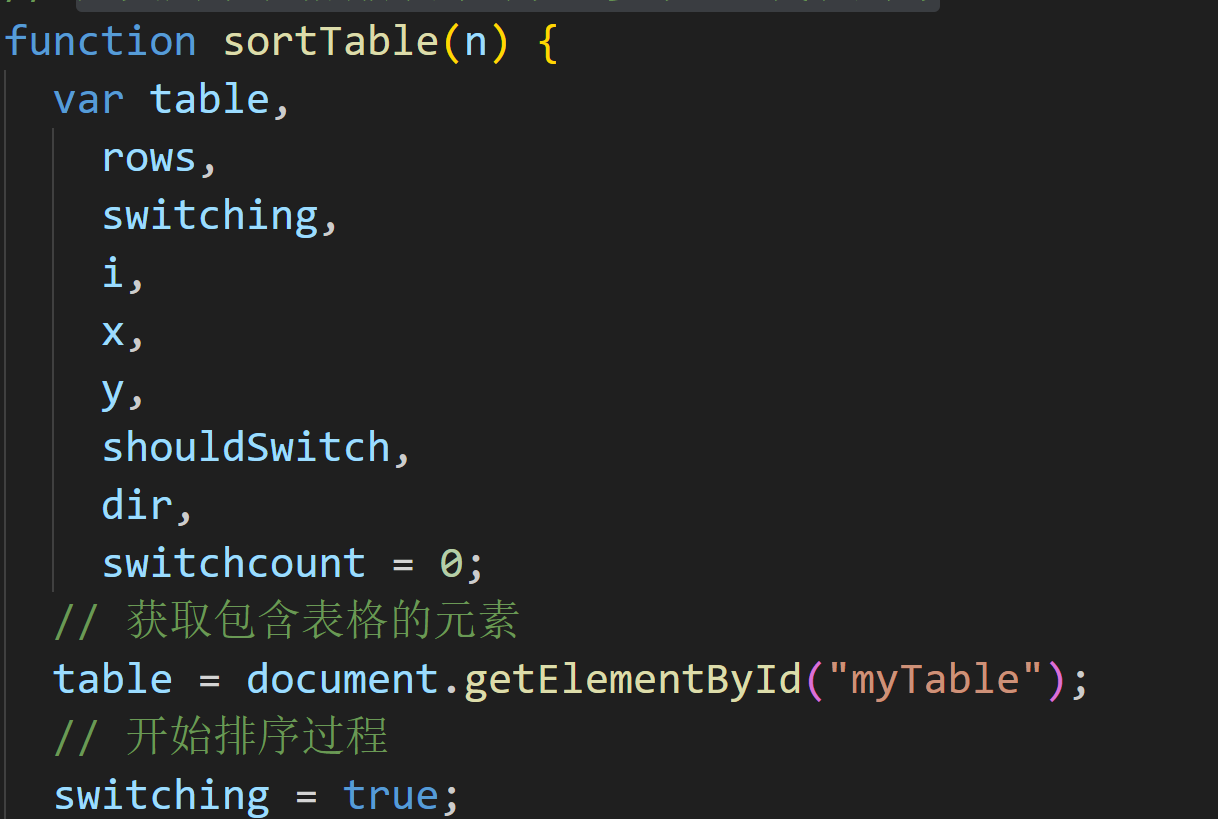 function sortTable(n) {
  var table,
    rows,
    switching,
    i,
    x,
    y,
    shouldSwitch,
    dir,
    switchcount = 0;
  // 获取包含表格的元素
  table = document.getElementById("myTable");
  // 开始排序过程
  switching = true;